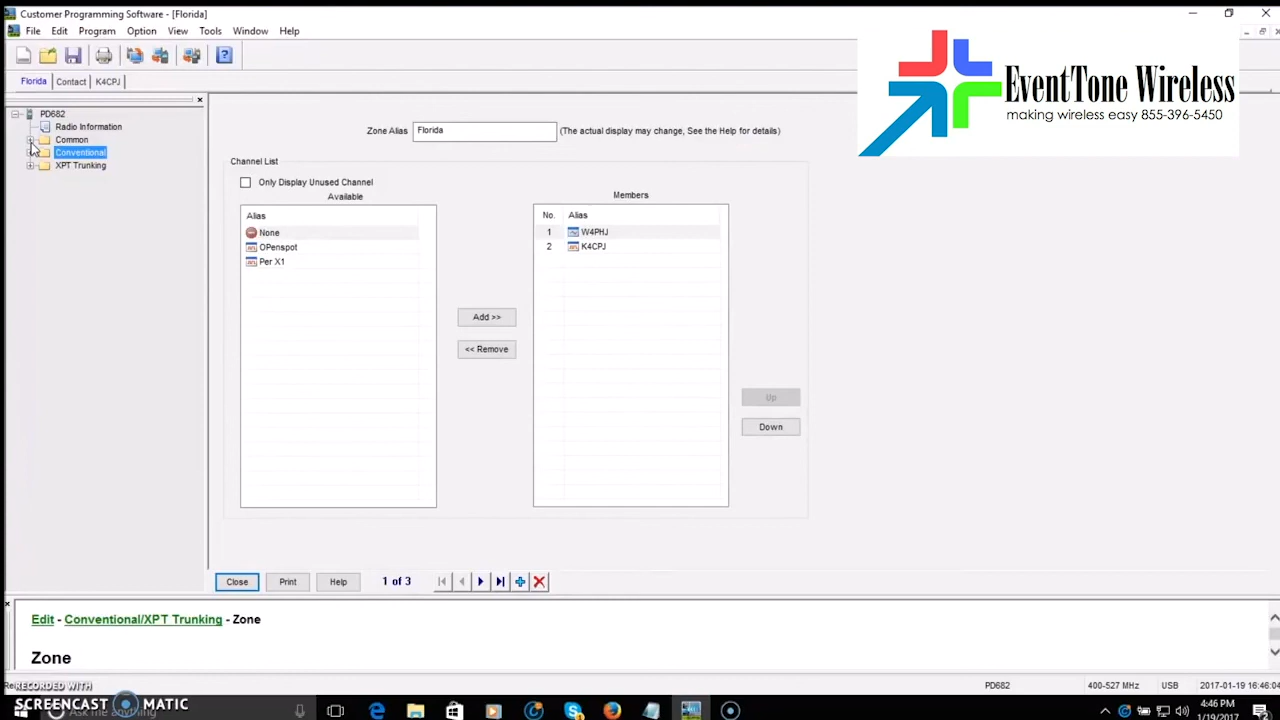 Customer Programming Software - [Florida]
File Edit Program Option View Tools Window Help
EventTone Wireless
making wireless easy 855-396-5450
Florida Contact K4CPJ
PD682
Radio Information
Common
Conventional
XPT Trunking
Zone Alias Florida (The actual display may change, See the Help for details)
Channel List
Only Display Unused Channel
Available
Members
Alias
None
OPenspot
Per X1
No. Alias
1 W4PHJ
2 K4CPJ
Add >>
<< Remove
Up
Down
Close Print Help 1 of 3
Edit - Conventional/XPT Trunking - Zone
Zone
PD682 400-527 MHz USB 2017-01-19 16:46:04
RECORDED WITH
SCREENCAST MATIC
Ask me anything
4:46 PM
1/19/2017